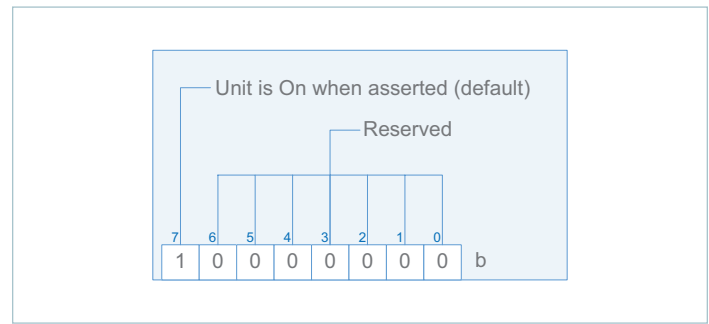 Unit is On when asserted (default)
Reserved
7 6 5 4 3 2 1 0
1 0 0 0 0 0 0 0 b